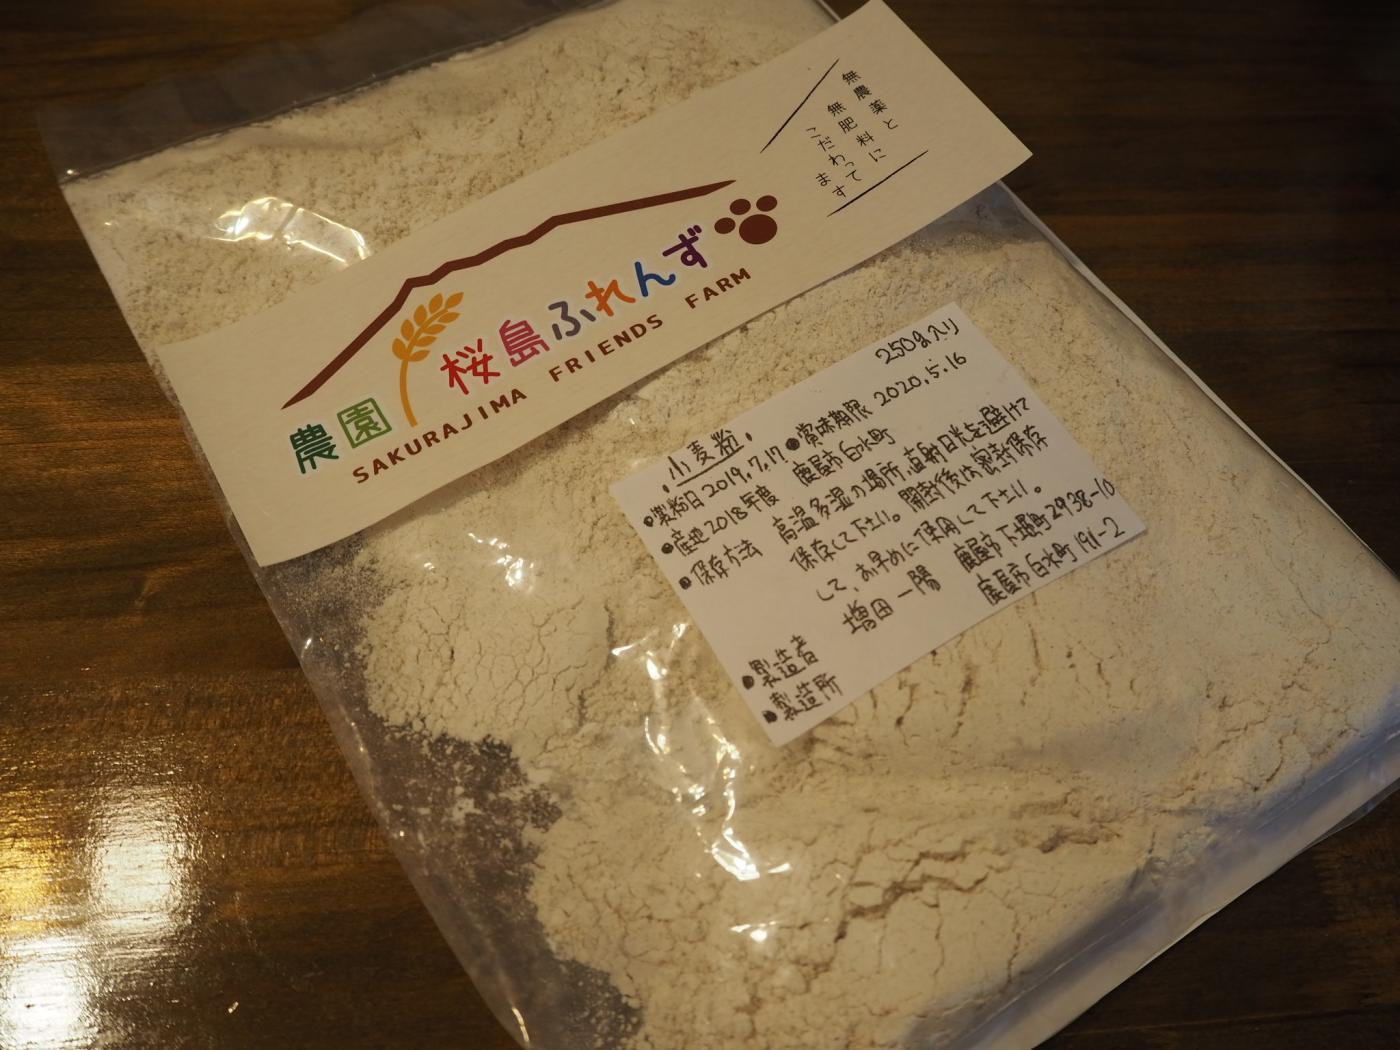 無農薬と
無肥料に
こだわって
ます
農園 桜島ふれんず
SAKURAJIMA FRIENDS FARM
250g入り
小麦粉
●製粉日 2019.7.17 ●賞味期限 2020.5.16
●産地 2018年度 鹿屋市白水町
●保存方法 高温多湿の場所、直射日光を避けて
保存して下さい。開封後は密封保存
して、お早めに使用して下さい。
●製造者 増田 一陽 鹿屋市下堀町2938-10
●製造所 鹿屋市白水町191-2